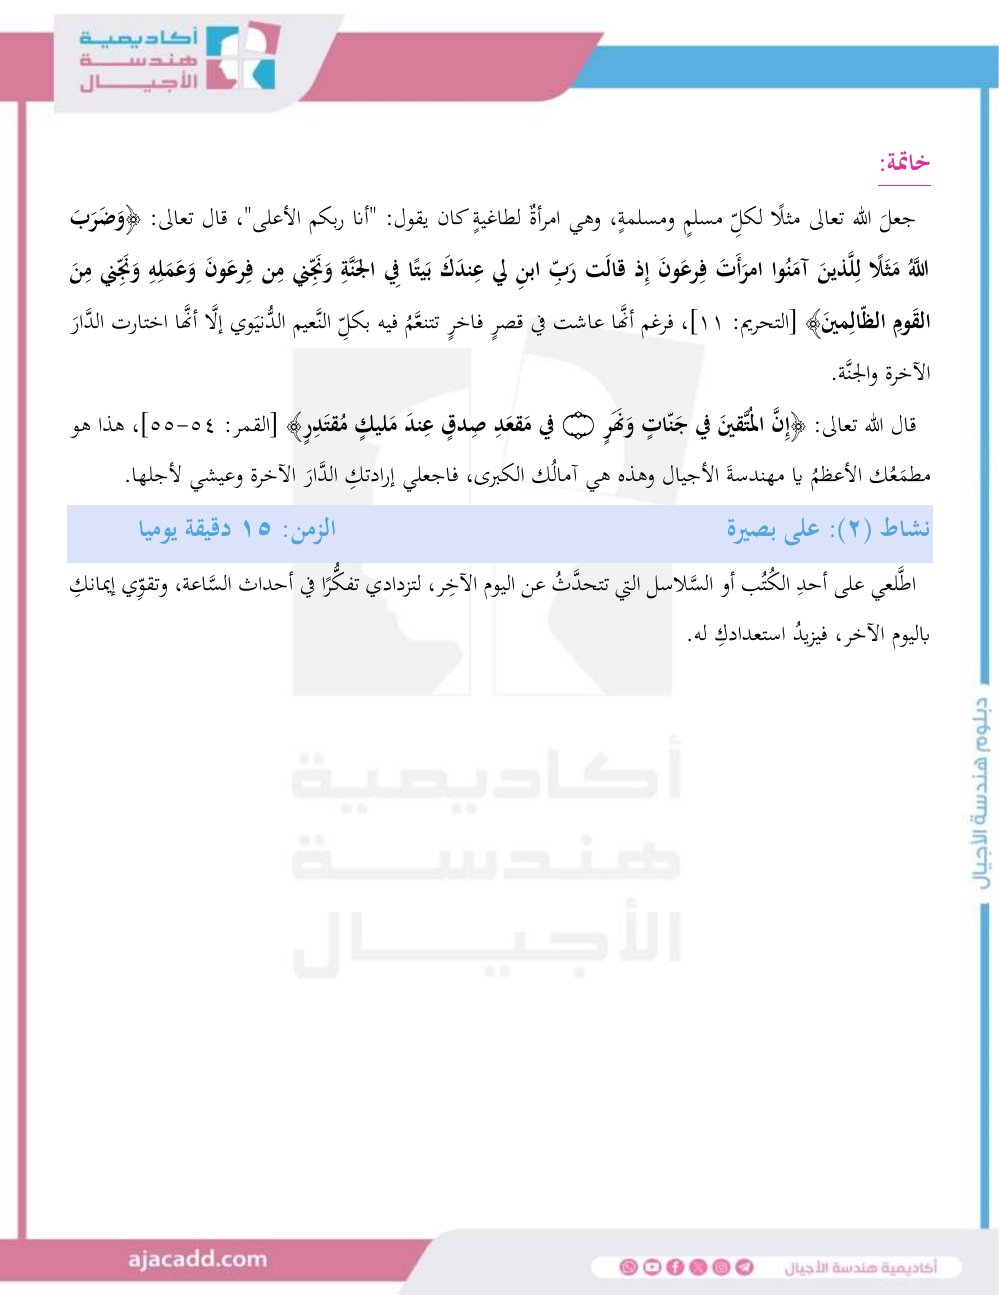 أكاديمية
هندسة
الأجيال
خاتمة:
جعلَ الله تعالى مثلًا لكلِّ مسلمٍ ومسلمةٍ، وهي امرأةٌ لطاغيةٍ كان يقول: "أنا ربكم الأعلى"، قال تعالى: ﴿وَضَرَبَ
اللَّهُ مَثَلًا لِلَّذينَ آمَنُوا امرَأَتَ فِرعَونَ إِذ قالَت رَبِّ ابنِ لي عِندَكَ بَيتًا فِي الجَنَّةِ وَنَجِّني مِن فِرعَونَ وَعَمَلِهِ وَنَجِّني مِنَ
القَومِ الظّالِمينَ﴾ [التحريم: ١١]، فرغم أنَّها عاشت في قصرٍ فاخرٍ تتنعَّمُ فيه بكلِّ النَّعيم الدُّنيَوي إلَّا أنَّها اختارت الدَّارَ
الآخرة والجنَّة.
قال الله تعالى: ﴿إِنَّ المُتَّقينَ في جَنّاتٍ وَنَهَرٍ ۝ في مَقعَدِ صِدقٍ عِندَ مَليكٍ مُقتَدِرٍ﴾ [القمر: ٥٤-٥٥]، هذا هو
مطمَعُك الأعظمُ يا مهندسةَ الأجيال وهذه هي آمالُك الكبرى، فاجعلي إرادتكِ الدَّارَ الآخرة وعيشي لأجلها.
نشاط (٢): على بصيرة الزمن: ١٥ دقيقة يوميا
اطَّلعي على أحدِ الكُتُب أو السَّلاسل التي تتحدَّثُ عن اليوم الآخِر، لتزدادي تفكُّرًا في أحداث السَّاعة، وتقوِّي إيمانكِ
باليوم الآخر، فيزيدُ استعدادكِ له.
دبلوم هندسة الأجيال
أكاديمية
هندسة
الأجيال
ajacadd.com
أكاديمية هندسة الأجيال